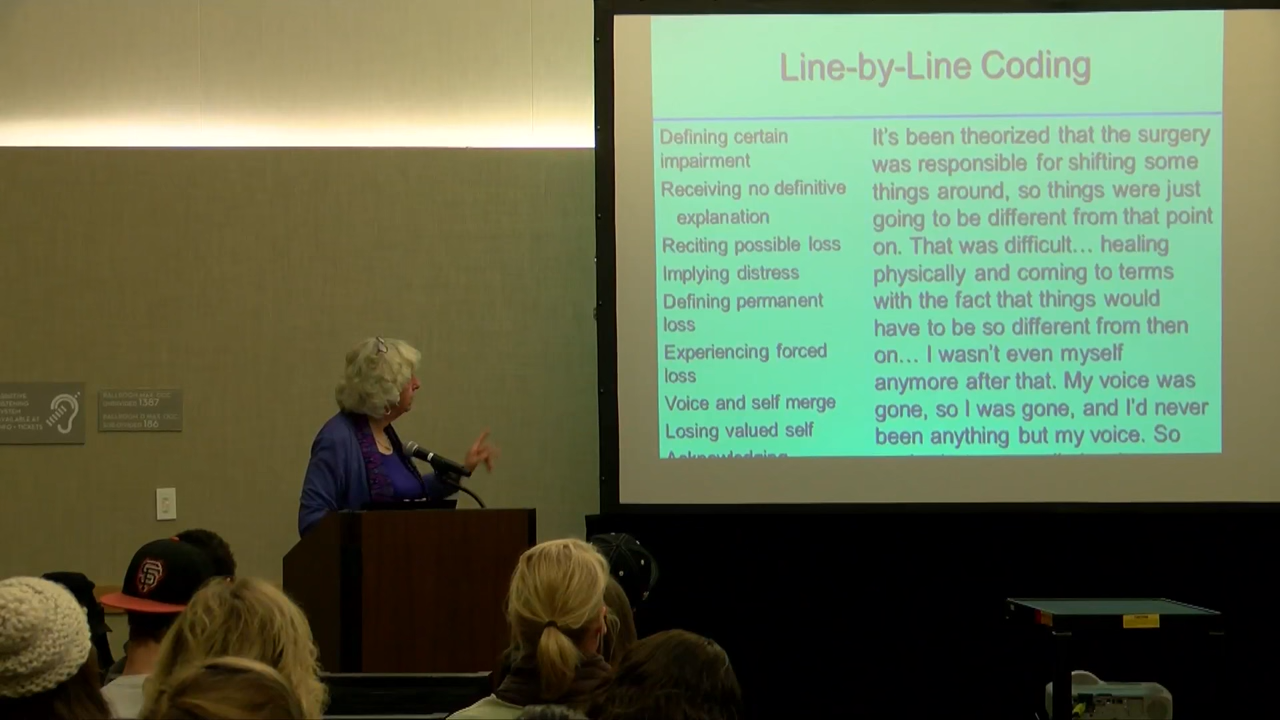 Line-by-Line Coding
Defining certain
impairment
Receiving no definitive
explanation
Reciting possible loss
Implying distress
Defining permanent
loss
Experiencing forced
loss
Voice and self merge
Losing valued self
Acknowledging
It's been theorized that the surgery
was responsible for shifting some
things around, so things were just
going to be different from that point
on. That was difficult... healing
physically and coming to terms
with the fact that things would
have to be so different from then
on... I wasn't even myself
anymore after that. My voice was
gone, so I was gone, and I'd never
been anything but my voice. So
1387
186
SF